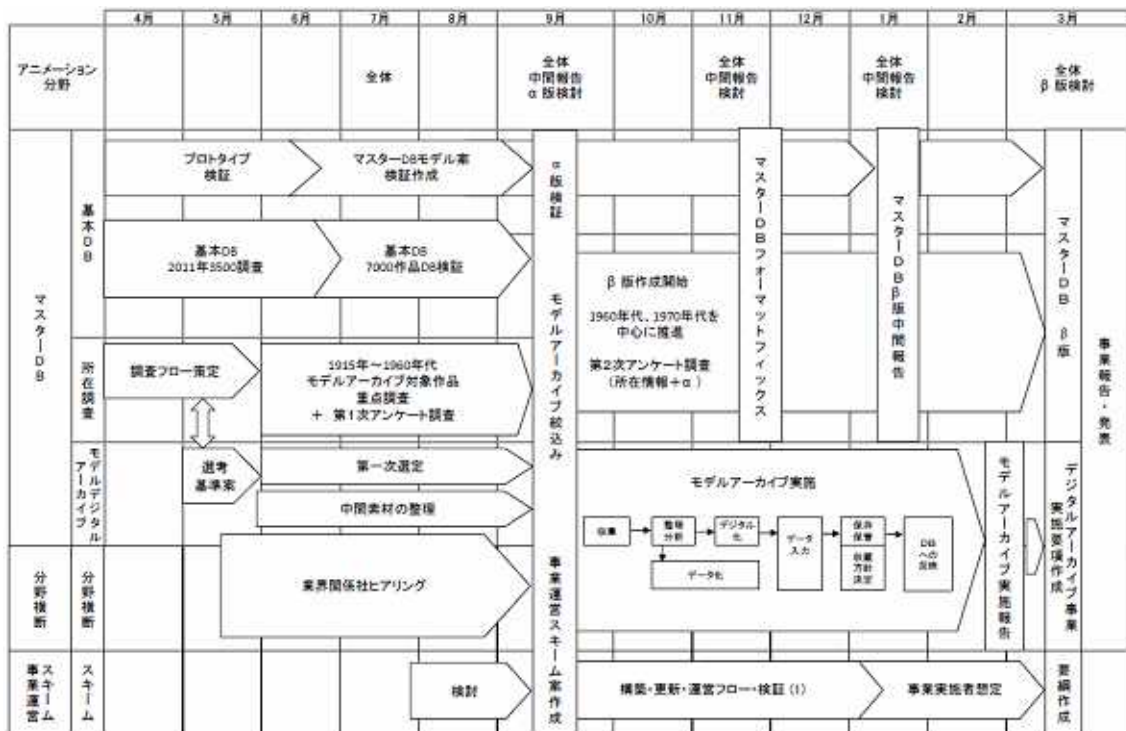 4月
5月
6月
7月
8月
9月
10月
11月
12月
1月
2月
3月
アニメーション
分野
全体
全体
中間報告
α版検討
全体
中間報告
検討
全体
中間報告
検討
全体
β版検討
マスターDB
基本DB
プロトタイプ
検証
マスターDBモデル案
検証作成
基本DB
2011年3500調査
基本DB
7000作品DB検証
所在調査
調査フロー策定
1915年～1960年代
モデルアーカイブ対象作品
重点調査
＋ 第1次アンケート調査
モデルデジタル
アーカイブ
選考
基準案
第一次選定
中間素材の整理
分野横断
分野横断
業界関係社ヒアリング
事業運営
スキーム
スキーム
検討
α版検証
モデルアーカイブ絞込み
事業運営スキーム案作成
β 版作成開始
1960年代、1970年代を
中心に推進
第2次アンケート調査
（所在情報＋α ）
マスターDBフォーマットフィックス
マスターDBβ版中間報告
マスターDB β版
事業報告・発表
モデルアーカイブ実施
収集
整理
分析
デジタル
化
データ
入力
保存
保管
収蔵
方針
決定
DB
への
反映
データ化
モデルアーカイブ実施報告
デジタルアーカイブ事業
実施要項作成
構築・更新・運営フロー・検証（1）
事業実施者想定
要綱作成